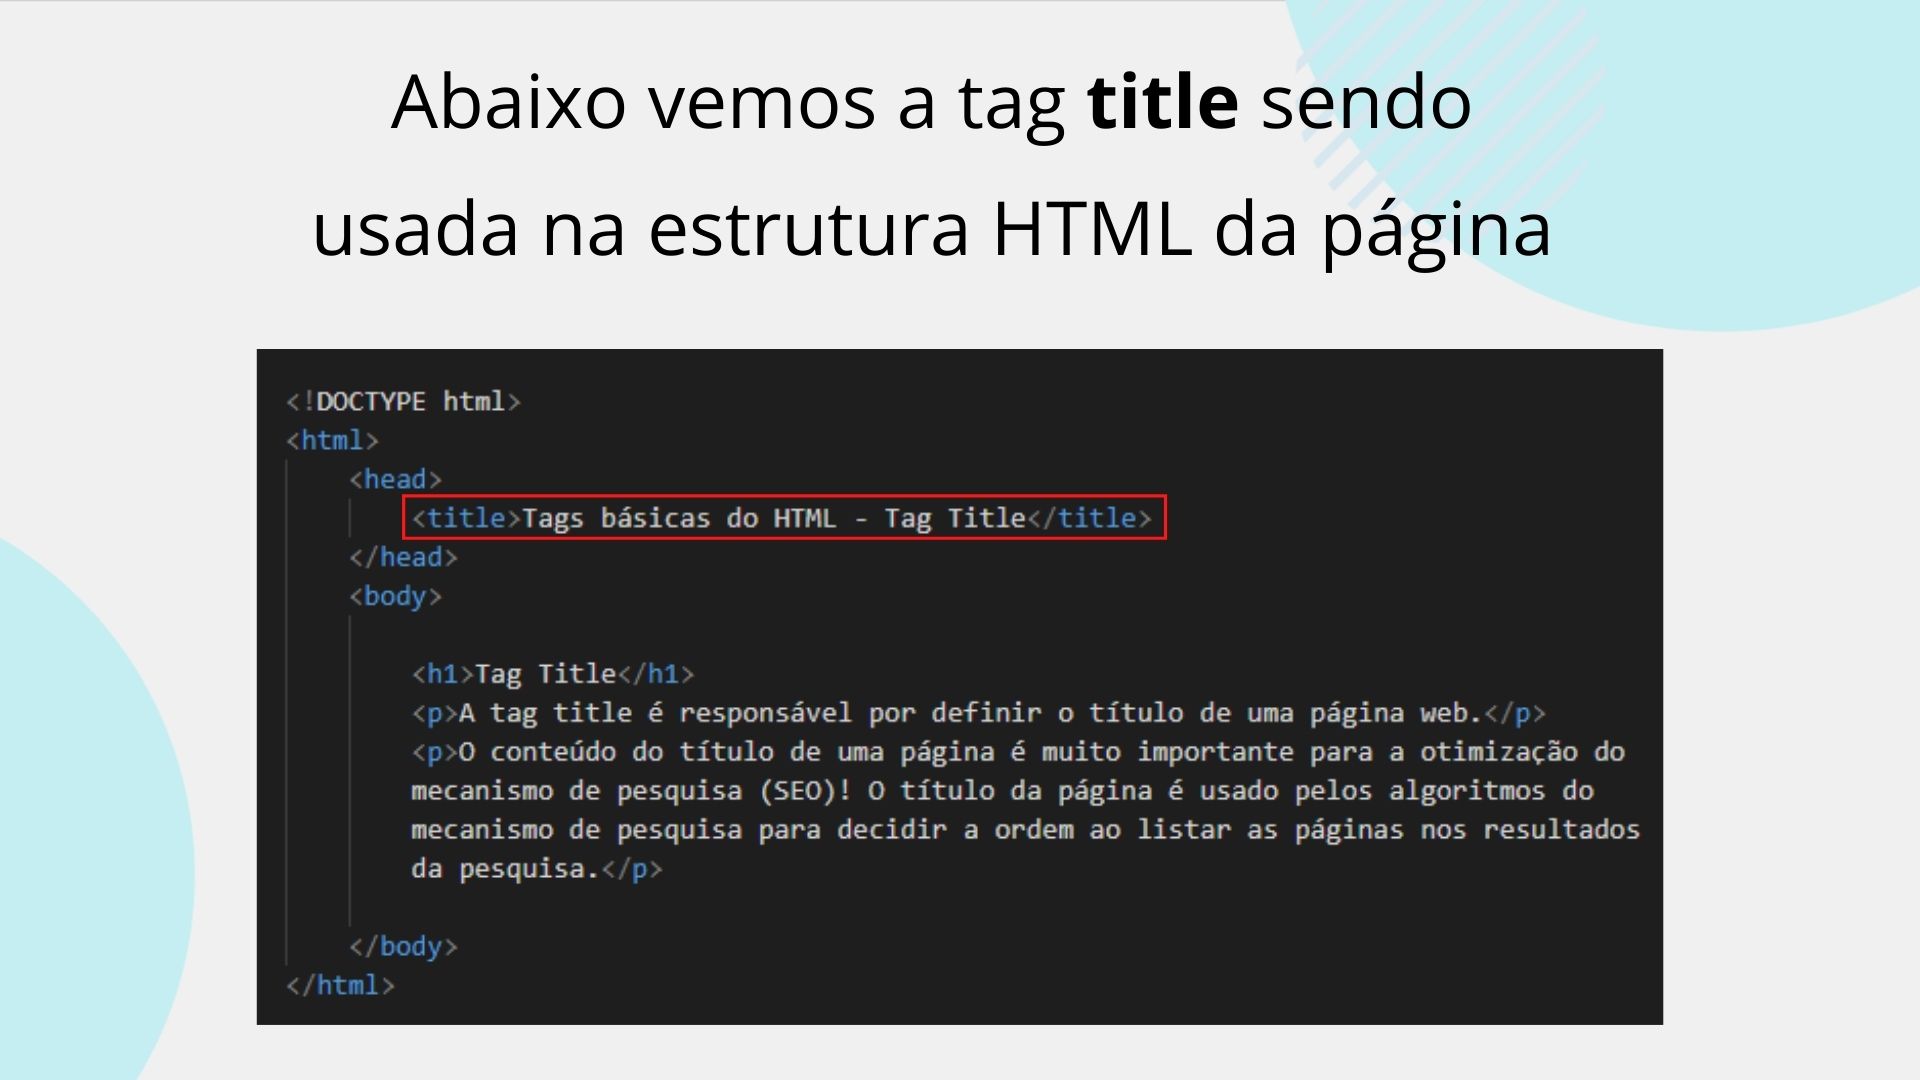 Abaixo vemos a tag title sendo
usada na estrutura HTML da página
<!DOCTYPE html>
<html>
<head>
<title>Tags básicas do HTML - Tag Title</title>
</head>
<body>
<h1>Tag Title</h1>
<p>A tag title é responsável por definir o título de uma página web.</p>
<p>O conteúdo do título de uma página é muito importante para a otimização do
mecanismo de pesquisa (SEO)! O título da página é usado pelos algoritmos do
mecanismo de pesquisa para decidir a ordem ao listar as páginas nos resultados
da pesquisa.</p>
</body>
</html>